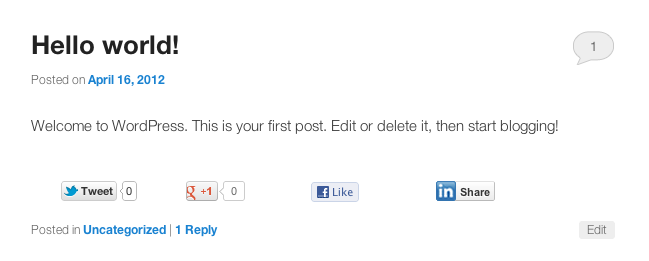 Hello world!
1
Posted on April 16, 2012
Welcome to WordPress. This is your first post. Edit or delete it, then start blogging!
Tweet 0 g +1 0 f Like in Share
Posted in Uncategorized | 1 Reply Edit